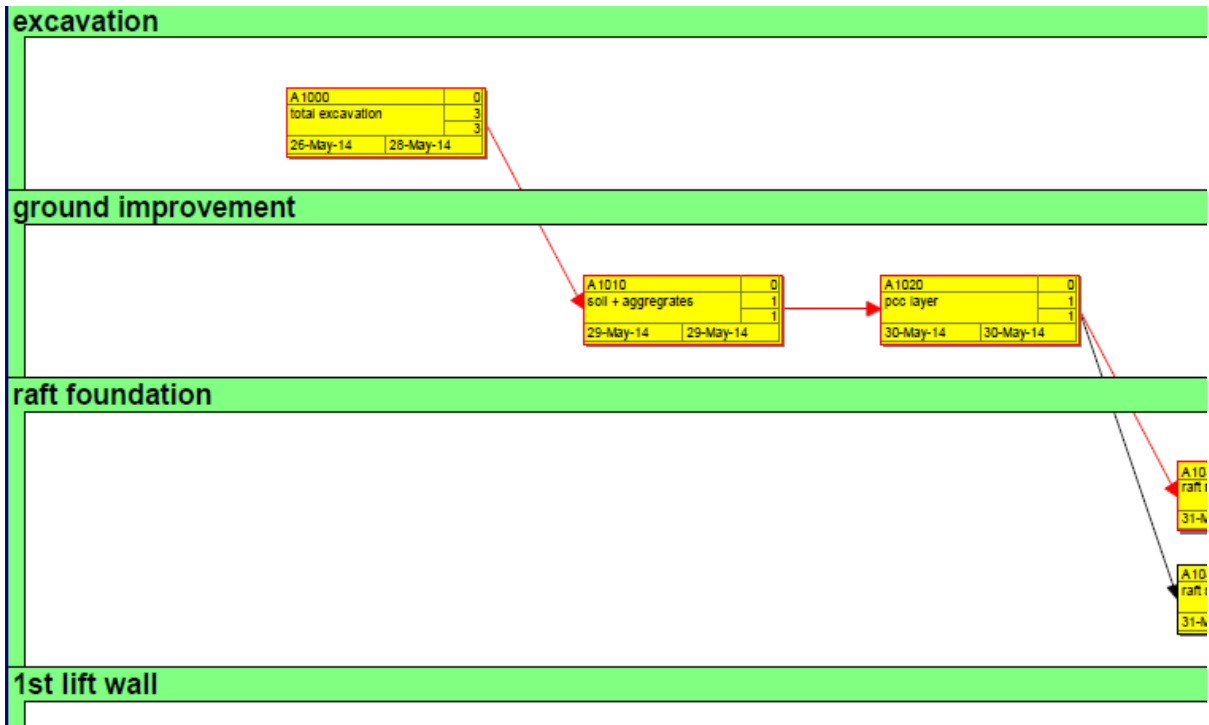 excavation
A1000 0
total excavation 3
3
26-May-14 28-May-14
ground improvement
A1010 0
soil + aggregrates 1
1
29-May-14 29-May-14
A1020 0
pcc layer 1
1
30-May-14 30-May-14
raft foundation
raft
raft
1st lift wall